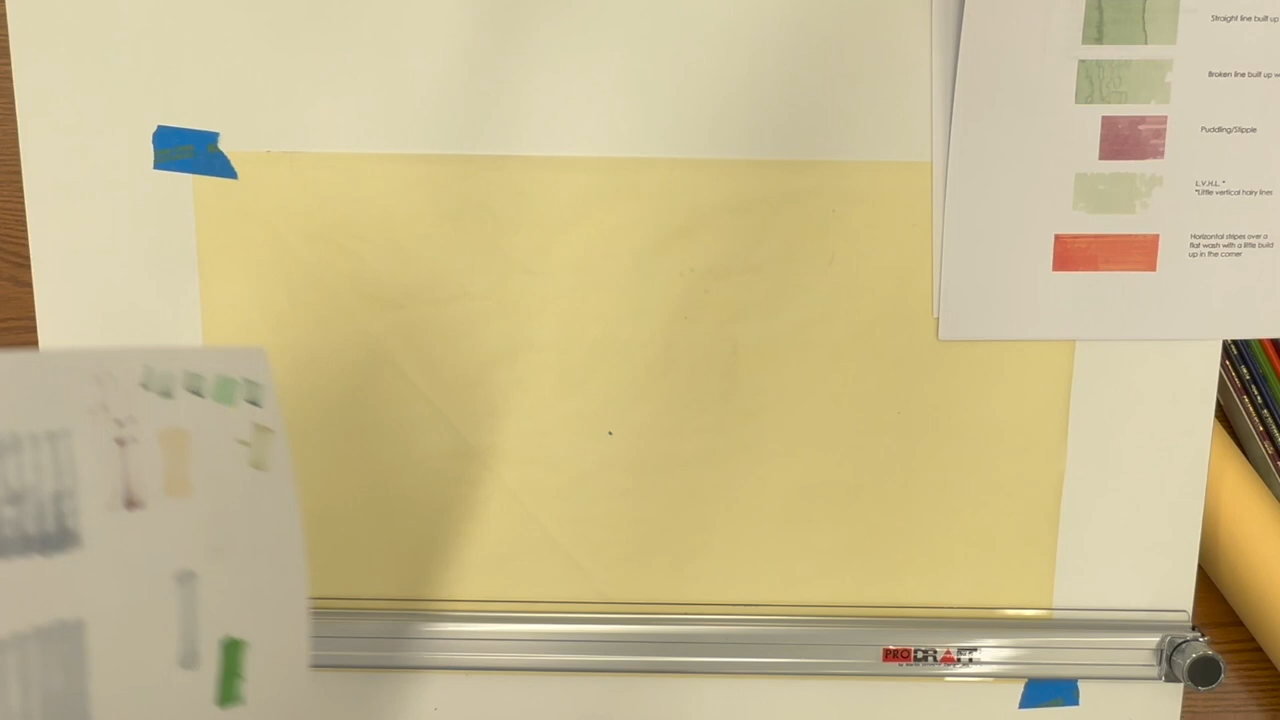 Straight line built up
Broken line built up w
Puddling/Stipple
L.V.H.L. *
*Little vertical hairy lines
Horizontal stripes over a
flat wash with a little build
up in the corner
PRODRAFT